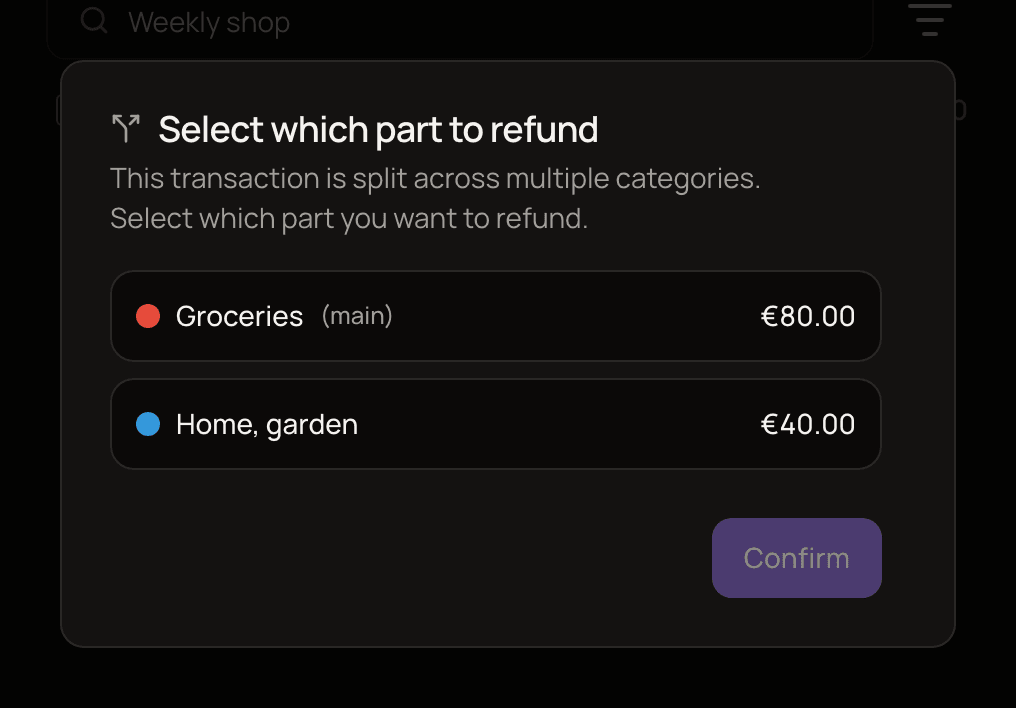 Weekly shop
Select which part to refund
This transaction is split across multiple categories.
Select which part you want to refund.
Groceries (main) €80.00
Home, garden €40.00
Confirm